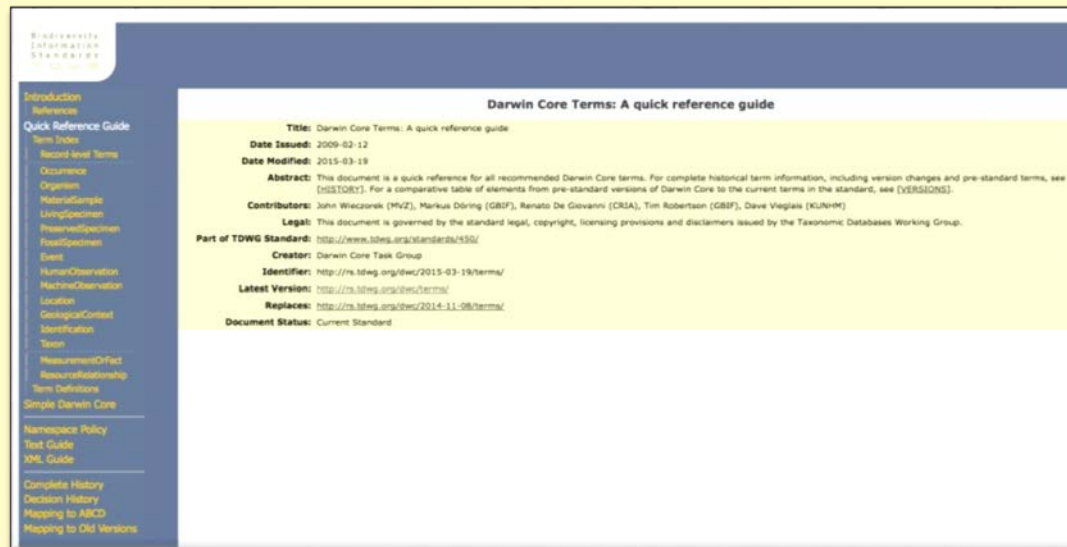 Biodiversity
Information
Standards
Introduction
References
Quick Reference Guide
Term Index
Record-level Terms
Occurrence
Organism
MaterialSample
LivingSpecimen
PreservedSpecimen
FossilSpecimen
Event
HumanObservation
MachineObservation
Location
GeologicalContext
Identification
Taxon
MeasurementOrFact
ResourceRelationship
Term Definitions
Simple Darwin Core
Namespace Policy
Text Guide
XML Guide
Complete History
Decision History
Mapping to ABCD
Mapping to Old Versions
Darwin Core Terms: A quick reference guide
Title: Darwin Core Terms: A quick reference guide
Date Issued: 2009-02-12
Date Modified: 2015-03-19
Abstract: This document is a quick reference for all recommended Darwin Core terms. For complete historical term information, including version changes and pre-standard terms, see
[HISTORY]. For a comparative table of elements from pre-standard versions of Darwin Core to the current terms in the standard, see [VERSIONS].
Contributors: John Wieczorek (MVZ), Markus Döring (GBIF), Renato De Giovanni (CRIA), Tim Robertson (GBIF), Dave Vieglais (KUNHM)
Legal: This document is governed by the standard legal, copyright, licensing provisions and disclaimers issued by the Taxonomic Databases Working Group.
Part of TDWG Standard: http://www.tdwg.org/standards/450/
Creator: Darwin Core Task Group
Identifier: http://rs.tdwg.org/dwc/2015-03-19/terms/
Latest Version: http://rs.tdwg.org/dwc/terms/
Replaces: http://rs.tdwg.org/dwc/2014-11-08/terms/
Document Status: Current Standard